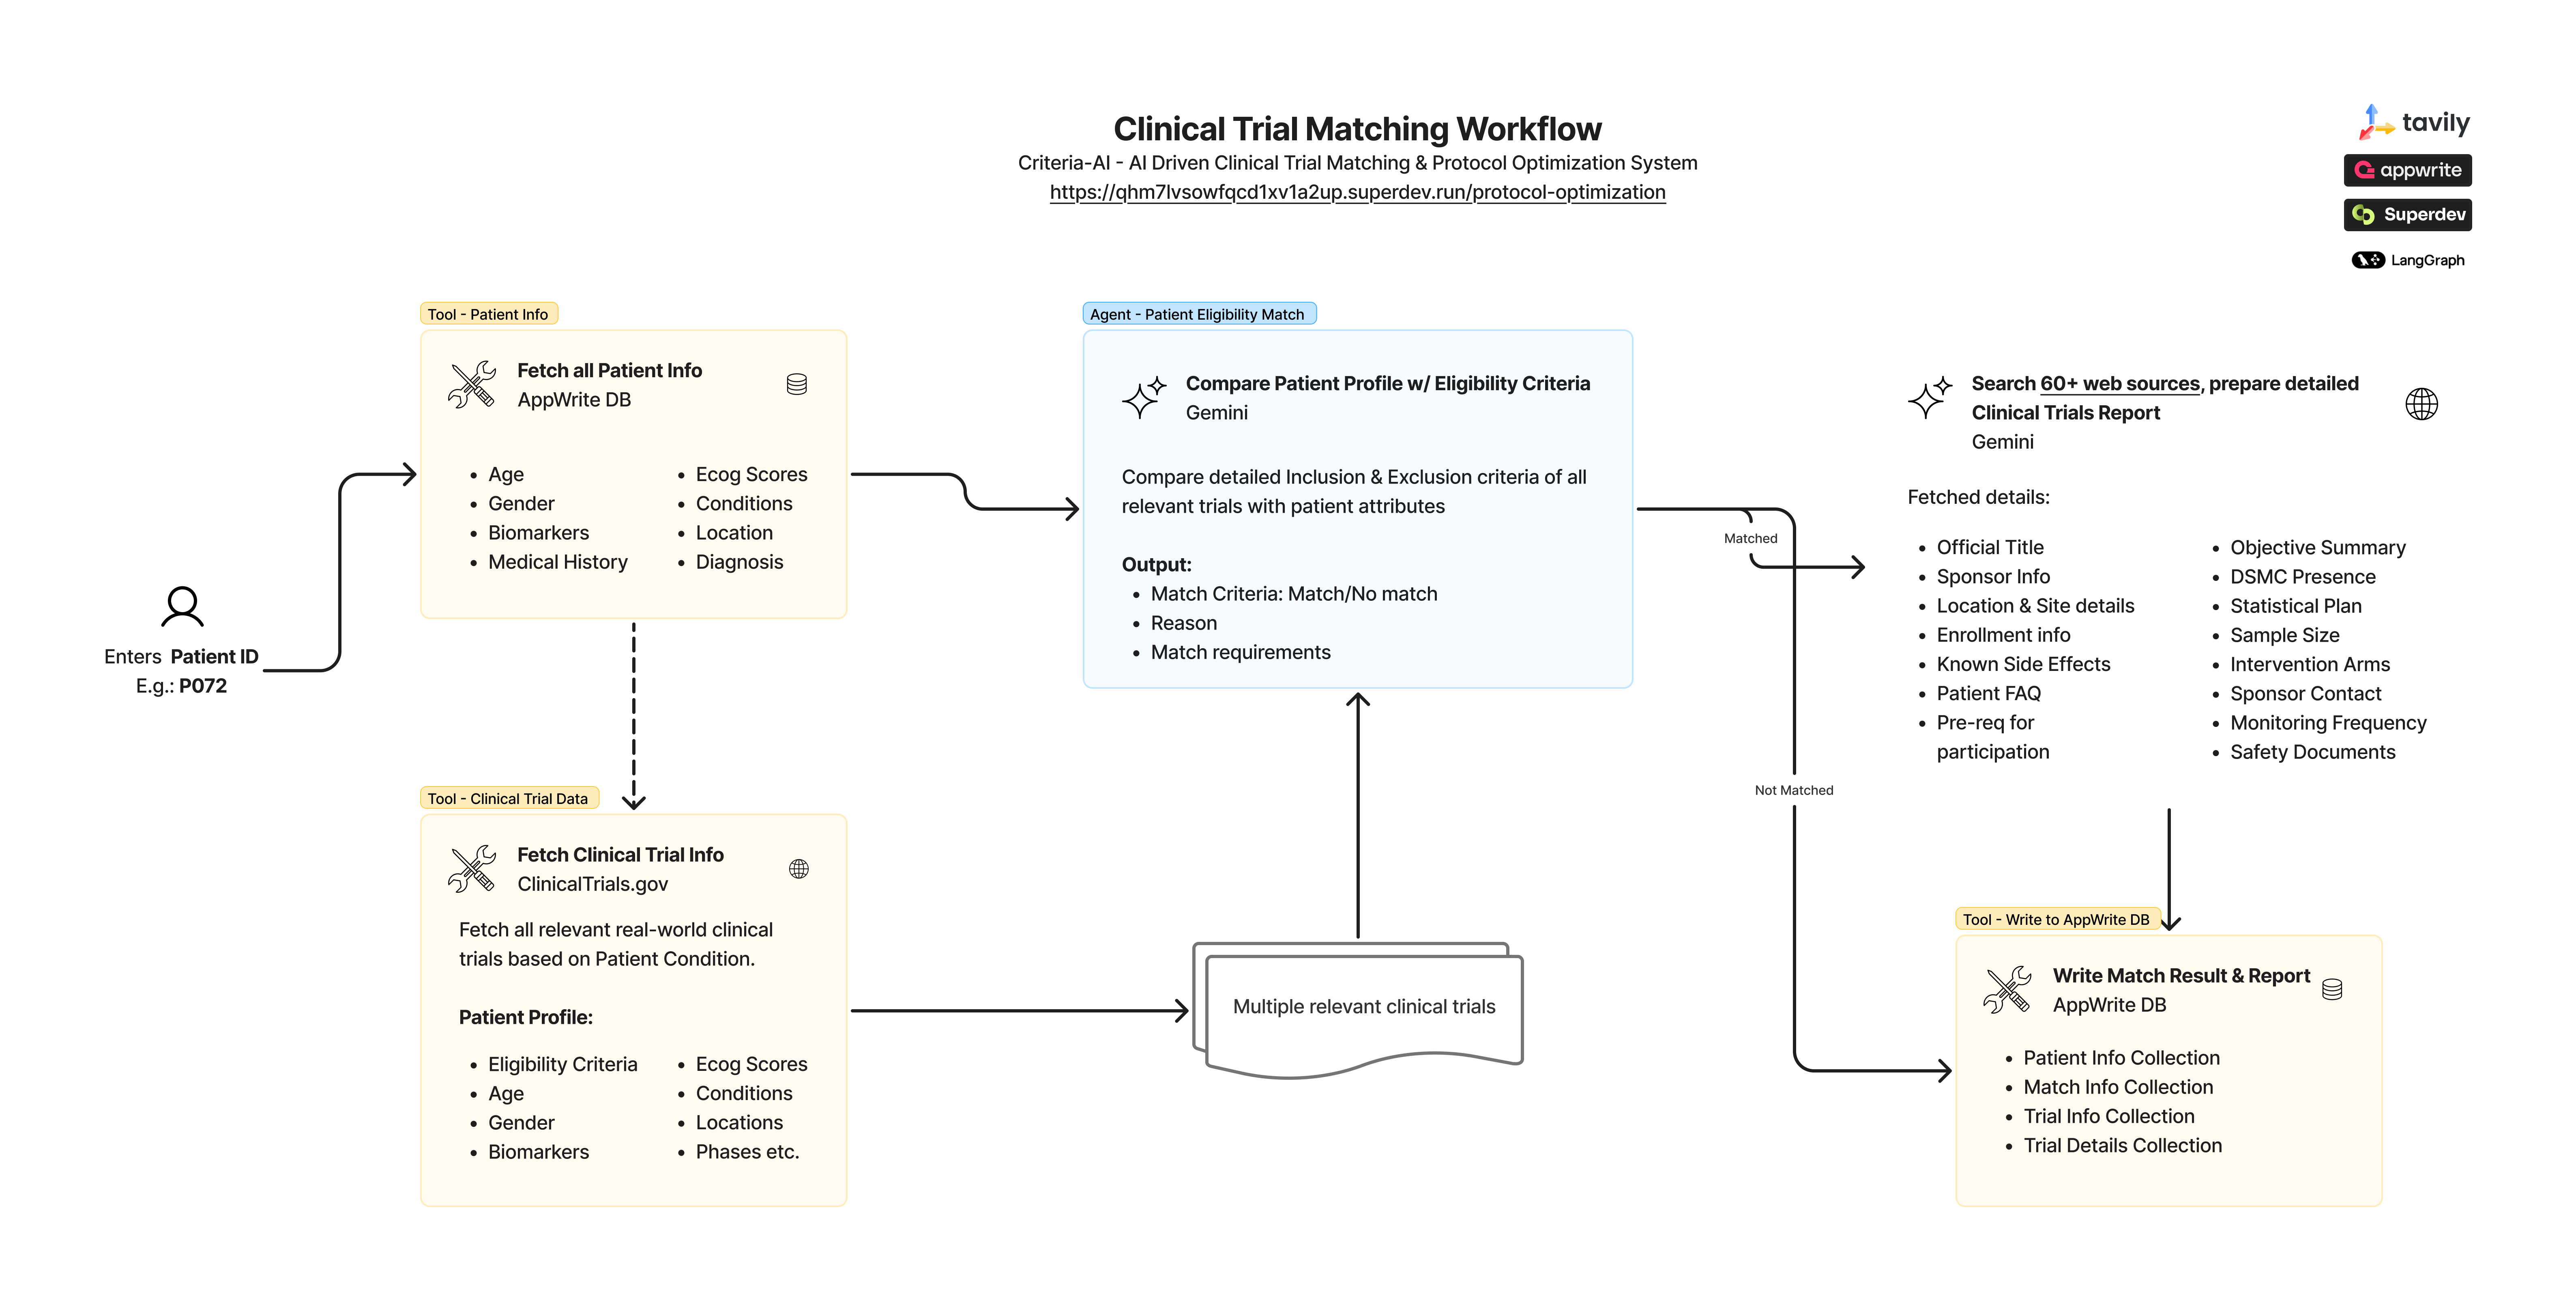 Clinical Trial Matching Workflow
Criteria-AI - AI Driven Clinical Trial Matching & Protocol Optimization System
https://qhm7lvsowfqcd1xv1a2up.superdev.run/protocol-optimization
tavily
appwrite
Superdev
LangGraph
Enters Patient ID
E.g.: P072
Tool - Patient Info
Fetch all Patient Info
AppWrite DB
Age
Gender
Biomarkers
Medical History
Ecog Scores
Conditions
Location
Diagnosis
Tool - Clinical Trial Data
Fetch Clinical Trial Info
ClinicalTrials.gov
Fetch all relevant real-world clinical
trials based on Patient Condition.
Patient Profile:
Eligibility Criteria
Age
Gender
Biomarkers
Ecog Scores
Conditions
Locations
Phases etc.
Multiple relevant clinical trials
Agent - Patient Eligibility Match
Compare Patient Profile w/ Eligibility Criteria
Gemini
Compare detailed Inclusion & Exclusion criteria of all
relevant trials with patient attributes
Output:
Match Criteria: Match/No match
Reason
Match requirements
Matched
Not Matched
Search 60+ web sources, prepare detailed
Clinical Trials Report
Gemini
Fetched details:
Official Title
Sponsor Info
Location & Site details
Enrollment info
Known Side Effects
Patient FAQ
Pre-req for
participation
Objective Summary
DSMC Presence
Statistical Plan
Sample Size
Intervention Arms
Sponsor Contact
Monitoring Frequency
Safety Documents
Tool - Write to AppWrite DB
Write Match Result & Report
AppWrite DB
Patient Info Collection
Match Info Collection
Trial Info Collection
Trial Details Collection